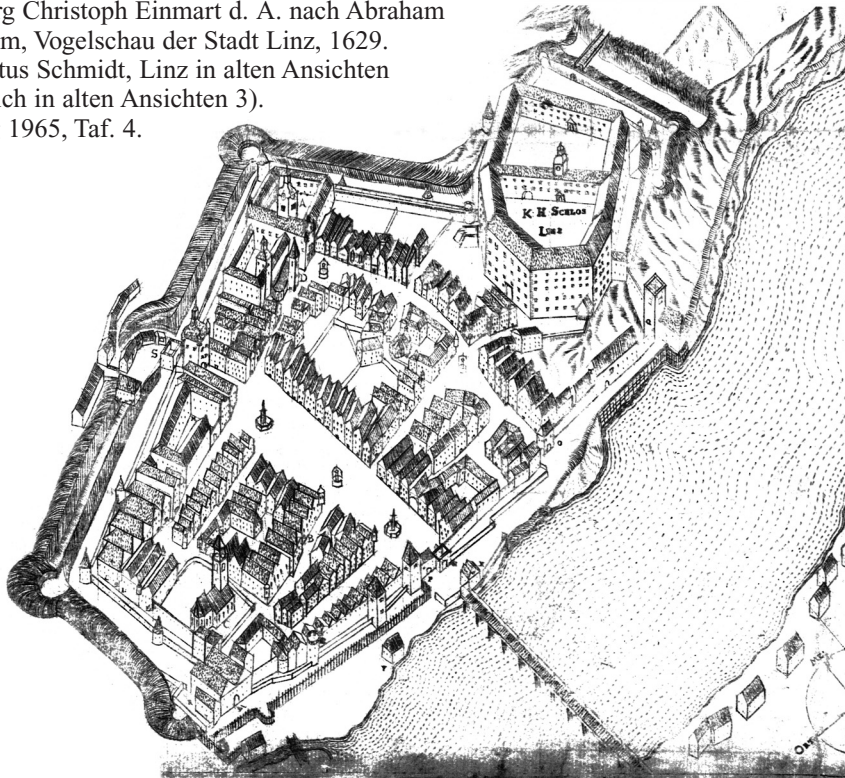 rg Christoph Einmart d. A. nach Abraham
m, Vogelschau der Stadt Linz, 1629.
tus Schmidt, Linz in alten Ansichten
ich in alten Ansichten 3).
1965, Taf. 4.
K H SCHLOS
LINZ
A
S
B
Q
O
P
T